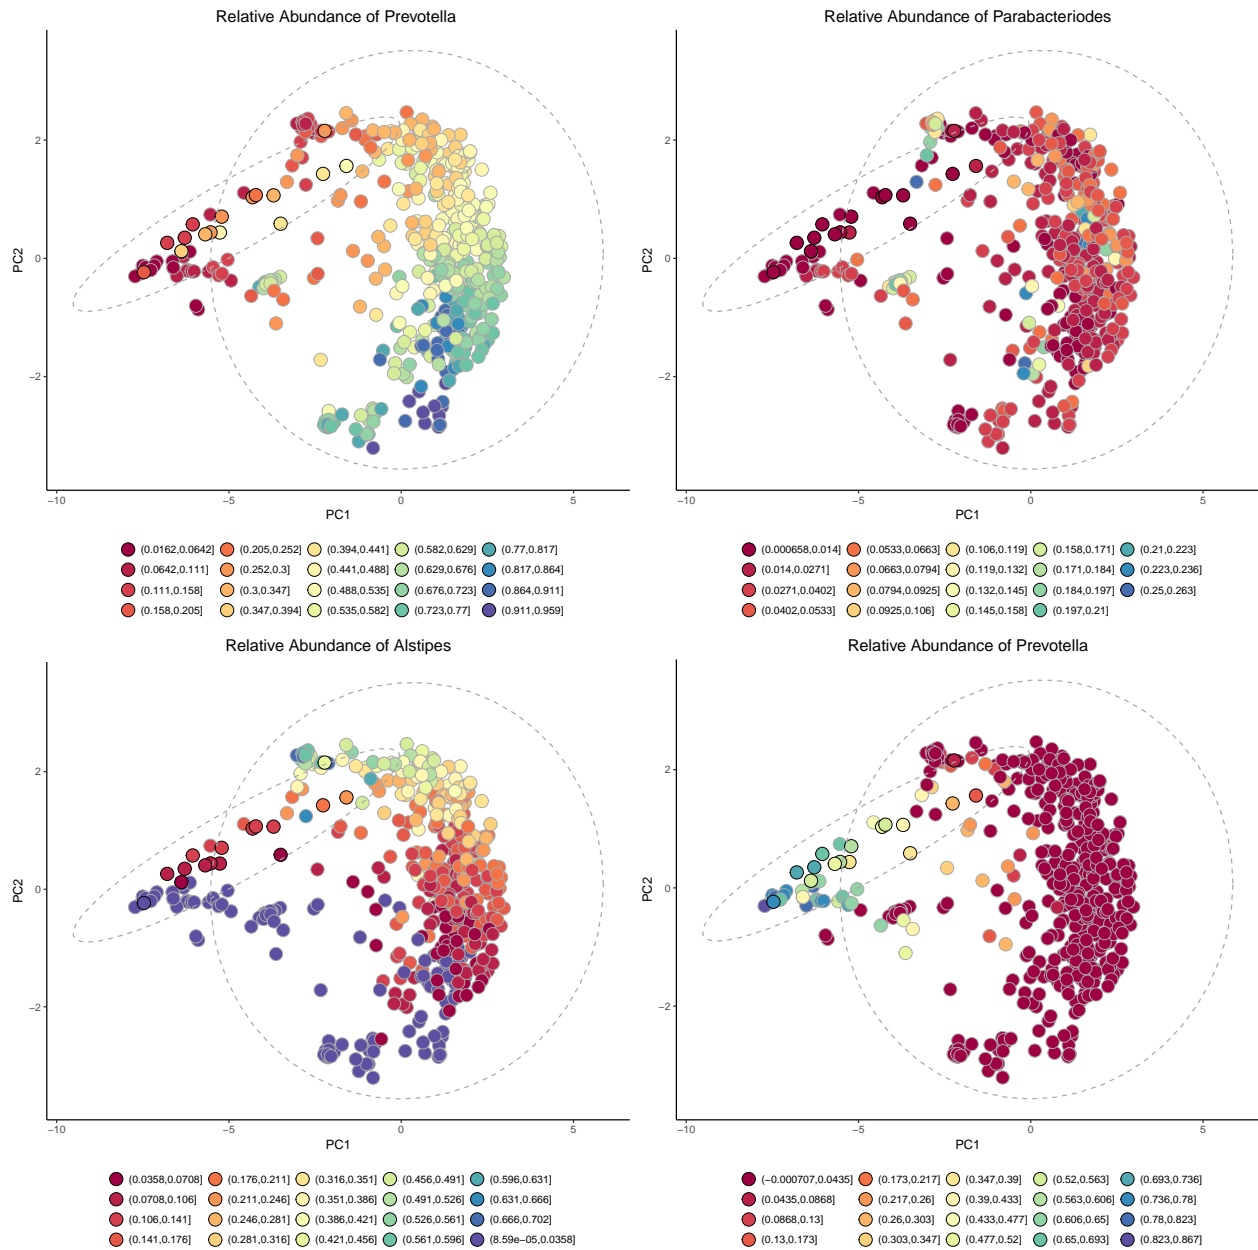 Relative Abundance of Prevotella
PC2
2
0
−2
−10
−5
0
5
PC1
(0.0162,0.0642] (0.205,0.252] (0.394,0.441] (0.582,0.629] (0.77,0.817]
(0.0642,0.111] (0.252,0.3] (0.441,0.488] (0.629,0.676] (0.817,0.864]
(0.111,0.158] (0.3,0.347] (0.488,0.535] (0.676,0.723] (0.864,0.911]
(0.158,0.205] (0.347,0.394] (0.535,0.582] (0.723,0.77] (0.911,0.959]
Relative Abundance of Parabacteriodes
PC2
2
0
−2
−10
−5
0
5
PC1
(0.000658,0.014] (0.0533,0.0663] (0.106,0.119] (0.158,0.171] (0.21,0.223]
(0.014,0.0271] (0.0663,0.0794] (0.119,0.132] (0.171,0.184] (0.223,0.236]
(0.0271,0.0402] (0.0794,0.0925] (0.132,0.145] (0.184,0.197] (0.25,0.263]
(0.0402,0.0533] (0.0925,0.106] (0.145,0.158] (0.197,0.21]
Relative Abundance of Alstipes
PC2
2
0
−2
−10
−5
0
5
PC1
(0.0358,0.0708] (0.176,0.211] (0.316,0.351] (0.456,0.491] (0.596,0.631]
(0.0708,0.106] (0.211,0.246] (0.351,0.386] (0.491,0.526] (0.631,0.666]
(0.106,0.141] (0.246,0.281] (0.386,0.421] (0.526,0.561] (0.666,0.702]
(0.141,0.176] (0.281,0.316] (0.421,0.456] (0.561,0.596] (8.59e−05,0.0358]
Relative Abundance of Prevotella
PC2
2
0
−2
−10
−5
0
5
PC1
(−0.000707,0.0435] (0.173,0.217] (0.347,0.39] (0.52,0.563] (0.693,0.736]
(0.0435,0.0868] (0.217,0.26] (0.39,0.433] (0.563,0.606] (0.736,0.78]
(0.0868,0.13] (0.26,0.303] (0.433,0.477] (0.606,0.65] (0.78,0.823]
(0.13,0.173] (0.303,0.347] (0.477,0.52] (0.65,0.693] (0.823,0.867]